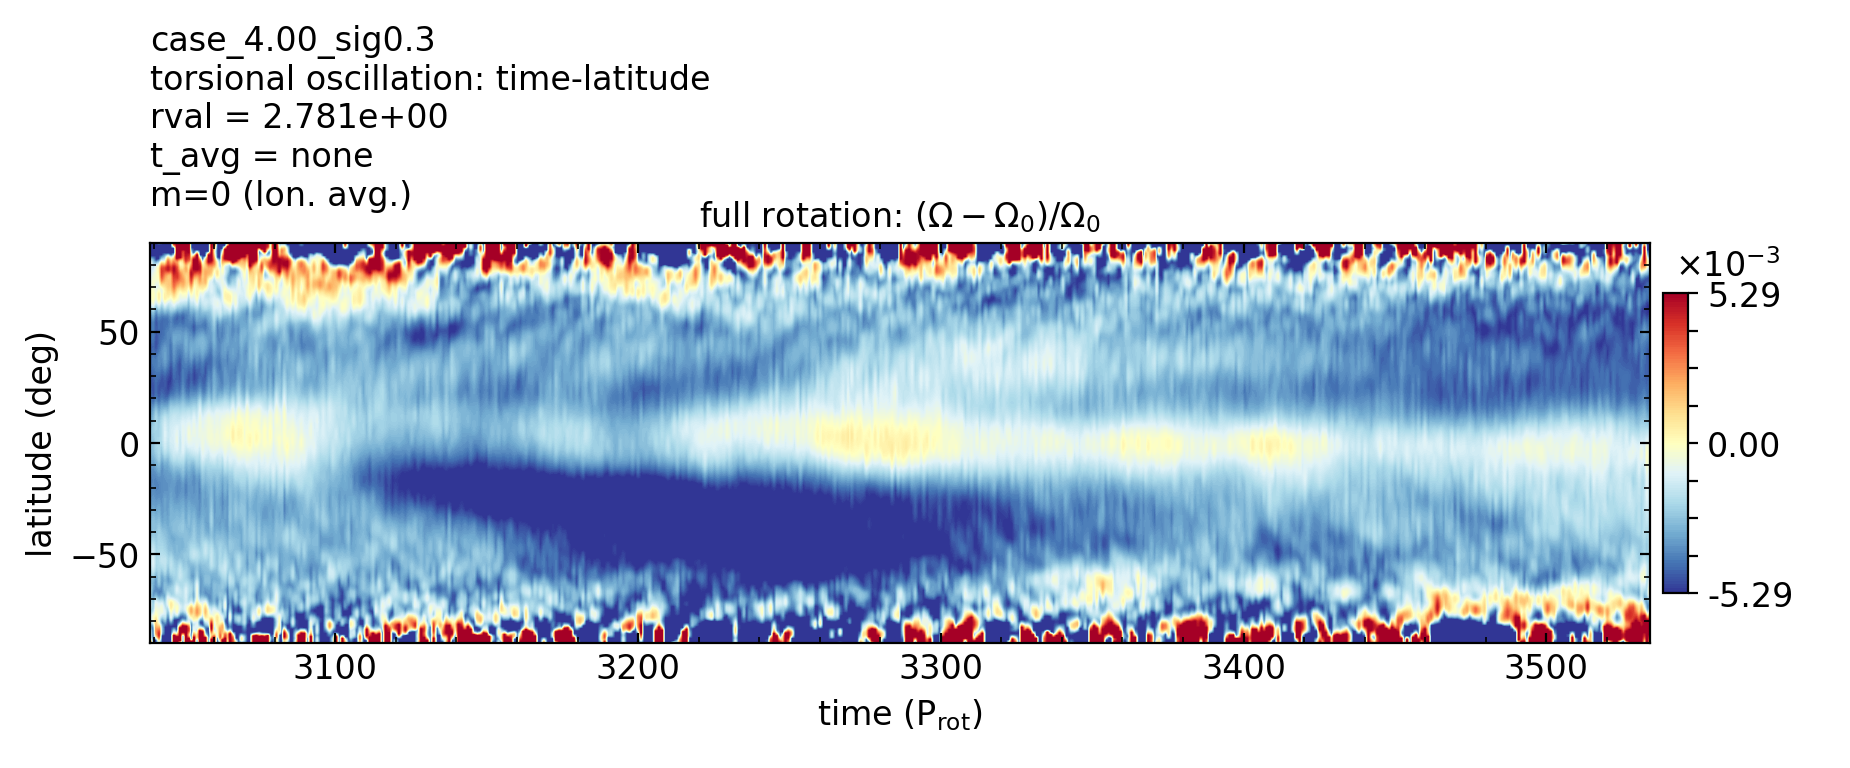 case_4.00_sig0.3
torsional oscillation: time-latitude
rval = 2.781e+00
t_avg = none
m=0 (lon. avg.)
full rotation: (Ω − Ω₀)/Ω₀
×10⁻³
5.29
0.00
-5.29
latitude (deg)
50
0
−50
3100 3200 3300 3400 3500
time (P_rot)